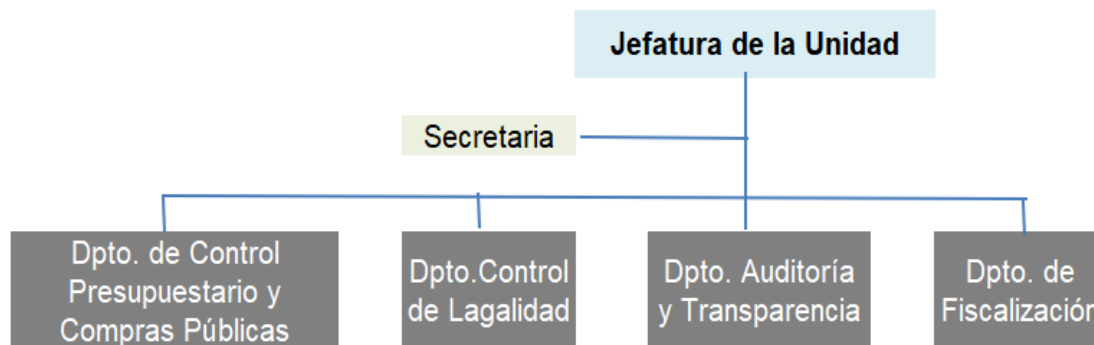 Jefatura de la Unidad
Secretaria
Dpto. de Control
Presupuestario y
Compras Públicas
Dpto.Control
de Lagalidad
Dpto. Auditoría
y Transparencia
Dpto. de
Fiscalización